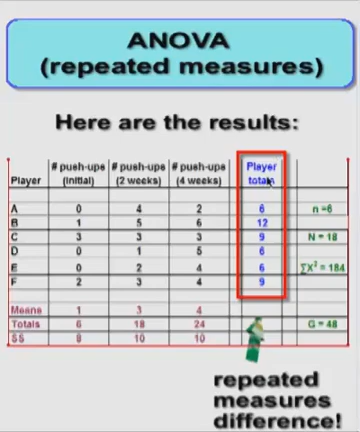 ANOVA
(repeated measures)
Here are the results:
# push-ups # push-ups # push-ups Player
Player (initial) (2 weeks) (4 weeks) totals
A 0 4 2 6 n =6
B 1 5 6 12
C 3 3 3 9 N = 18
D 0 1 5 6
E 0 2 4 6 ∑X² = 184
F 2 3 4 9
Means 1 3 4
Totals 6 18 24 G = 48
SS 8 10 10
repeated
measures
difference!